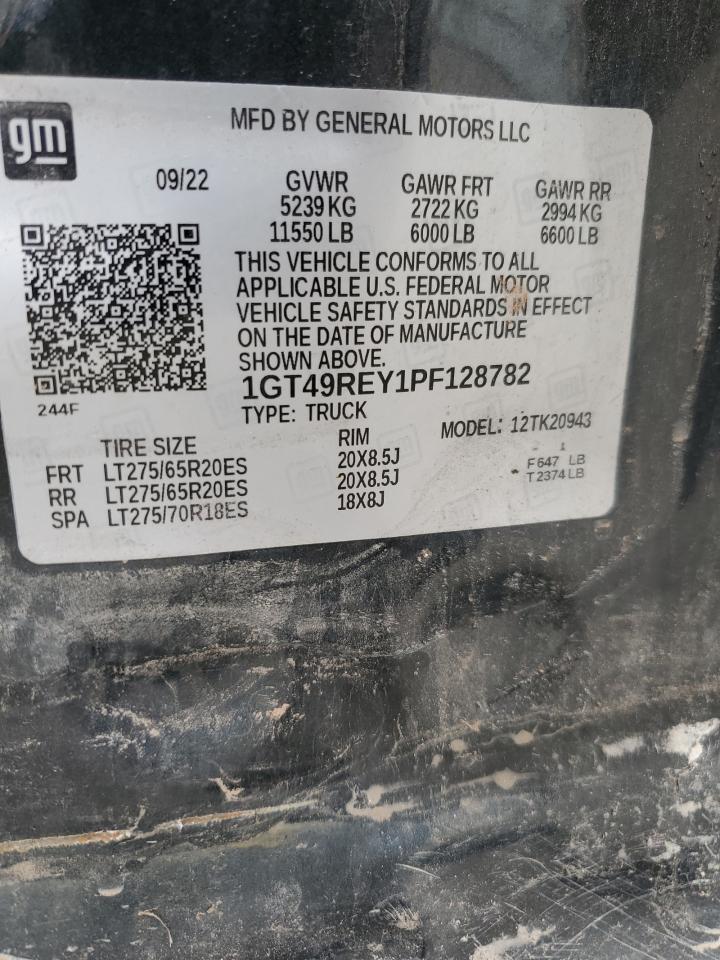 gm
MFD BY GENERAL MOTORS LLC
09/22
GVWR
5239 KG
11550 LB
GAWR FRT
2722 KG
6000 LB
GAWR RR
2994 KG
6600 LB
THIS VEHICLE CONFORMS TO ALL
APPLICABLE U.S. FEDERAL MOTOR
VEHICLE SAFETY STANDARDS IN EFFECT
ON THE DATE OF MANUFACTURE
SHOWN ABOVE.
244F
1GT49REY1PF128782
TYPE: TRUCK
MODEL: 12TK20943
TIRE SIZE RIM
FRT LT275/65R20ES 20X8.5J
RR LT275/65R20ES 20X8.5J
SPA LT275/70R18ES 18X8J
- 1
F 647 LB
T 2374 LB